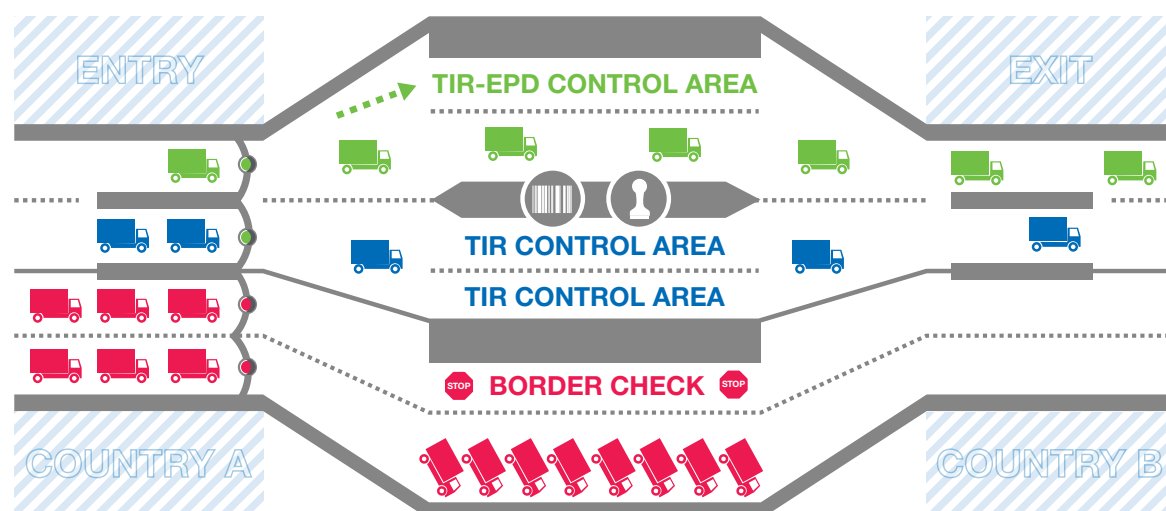 ENTRY
EXIT
TIR-EPD CONTROL AREA
TIR CONTROL AREA
TIR CONTROL AREA
STOP BORDER CHECK STOP
COUNTRY A
COUNTRY B